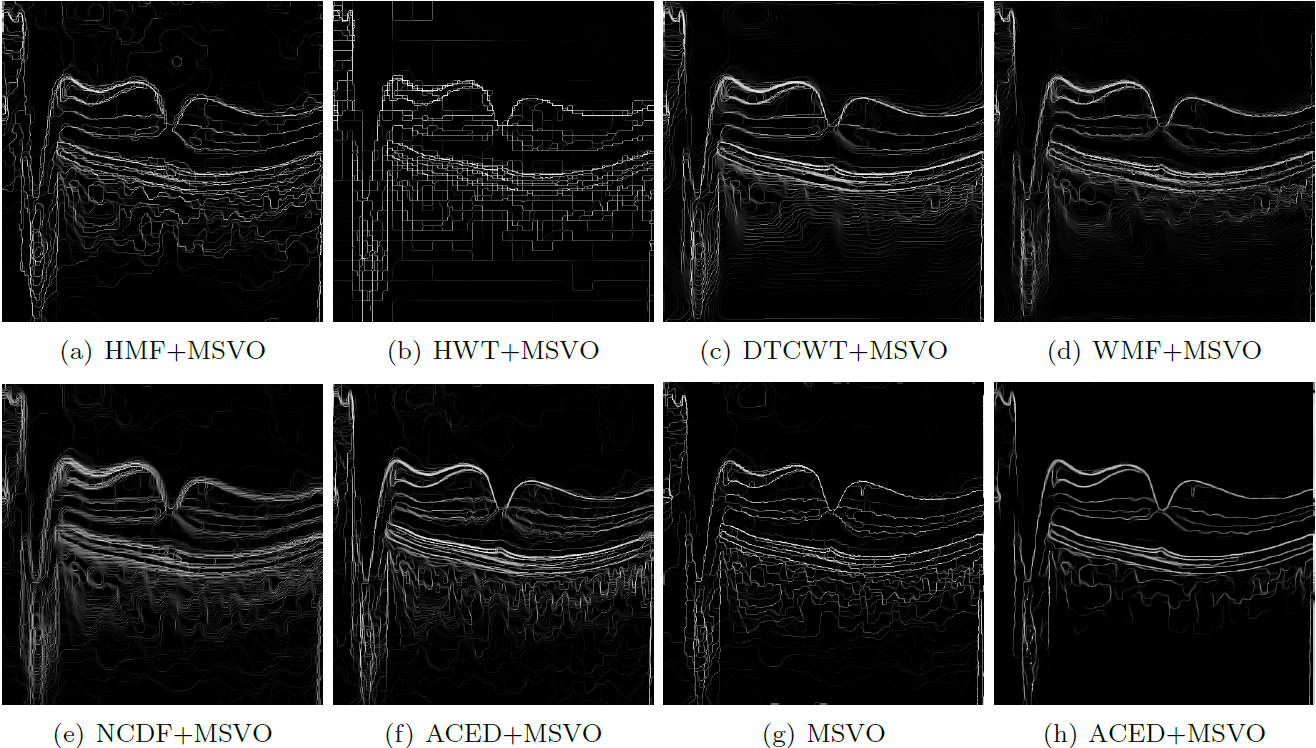 (a) HMF+MSVO
(b) HWT+MSVO
(c) DTCWT+MSVO
(d) WMF+MSVO
(e) NCDF+MSVO
(f) ACED+MSVO
(g) MSVO
(h) ACED+MSVO